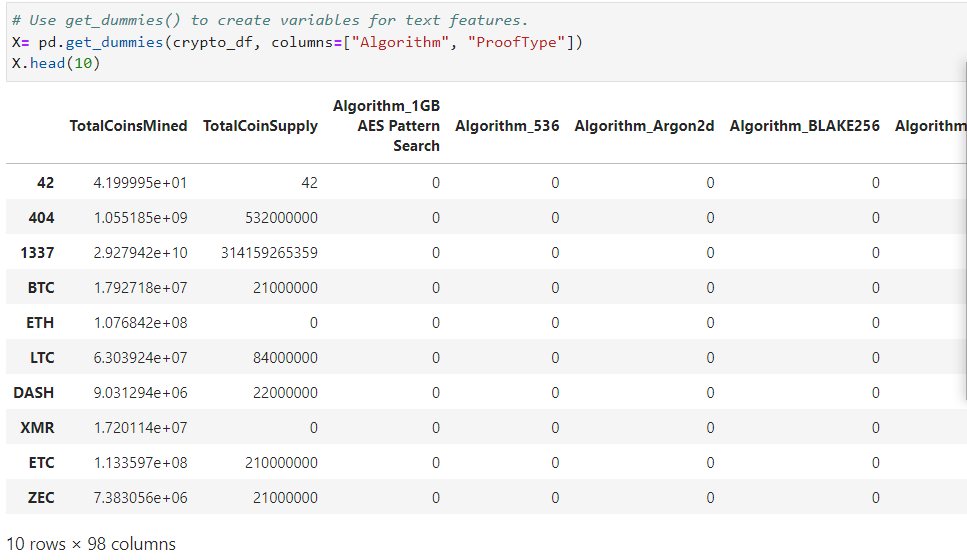 # Use get_dummies() to create variables for text features.
X= pd.get_dummies(crypto_df, columns=["Algorithm", "ProofType"])
X.head(10)
TotalCoinsMined TotalCoinSupply Algorithm_1GB AES Pattern Search Algorithm_536 Algorithm_Argon2d Algorithm_BLAKE256 Algorithm
42 4.199995e+01 42 0 0 0 0
404 1.055185e+09 532000000 0 0 0 0
1337 2.927942e+10 314159265359 0 0 0 0
BTC 1.792718e+07 21000000 0 0 0 0
ETH 1.076842e+08 0 0 0 0 0
LTC 6.303924e+07 84000000 0 0 0 0
DASH 9.031294e+06 22000000 0 0 0 0
XMR 1.720114e+07 0 0 0 0 0
ETC 1.133597e+08 210000000 0 0 0 0
ZEC 7.383056e+06 21000000 0 0 0 0
10 rows × 98 columns